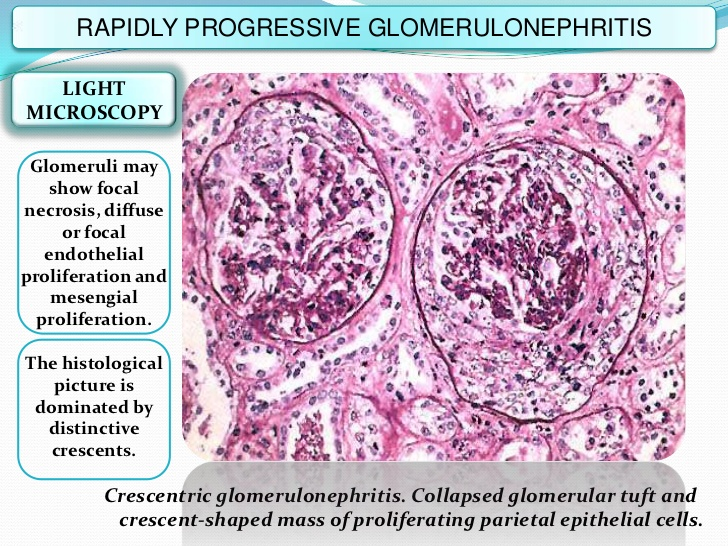 RAPIDLY PROGRESSIVE GLOMERULONEPHRITIS
LIGHT
MICROSCOPY
Glomeruli may
show focal
necrosis, diffuse
or focal
endothelial
proliferation and
mesengial
proliferation.
The histological
picture is
dominated by
distinctive
crescents.
Crescentric glomerulonephritis. Collapsed glomerular tuft and
crescent-shaped mass of proliferating parietal epithelial cells.